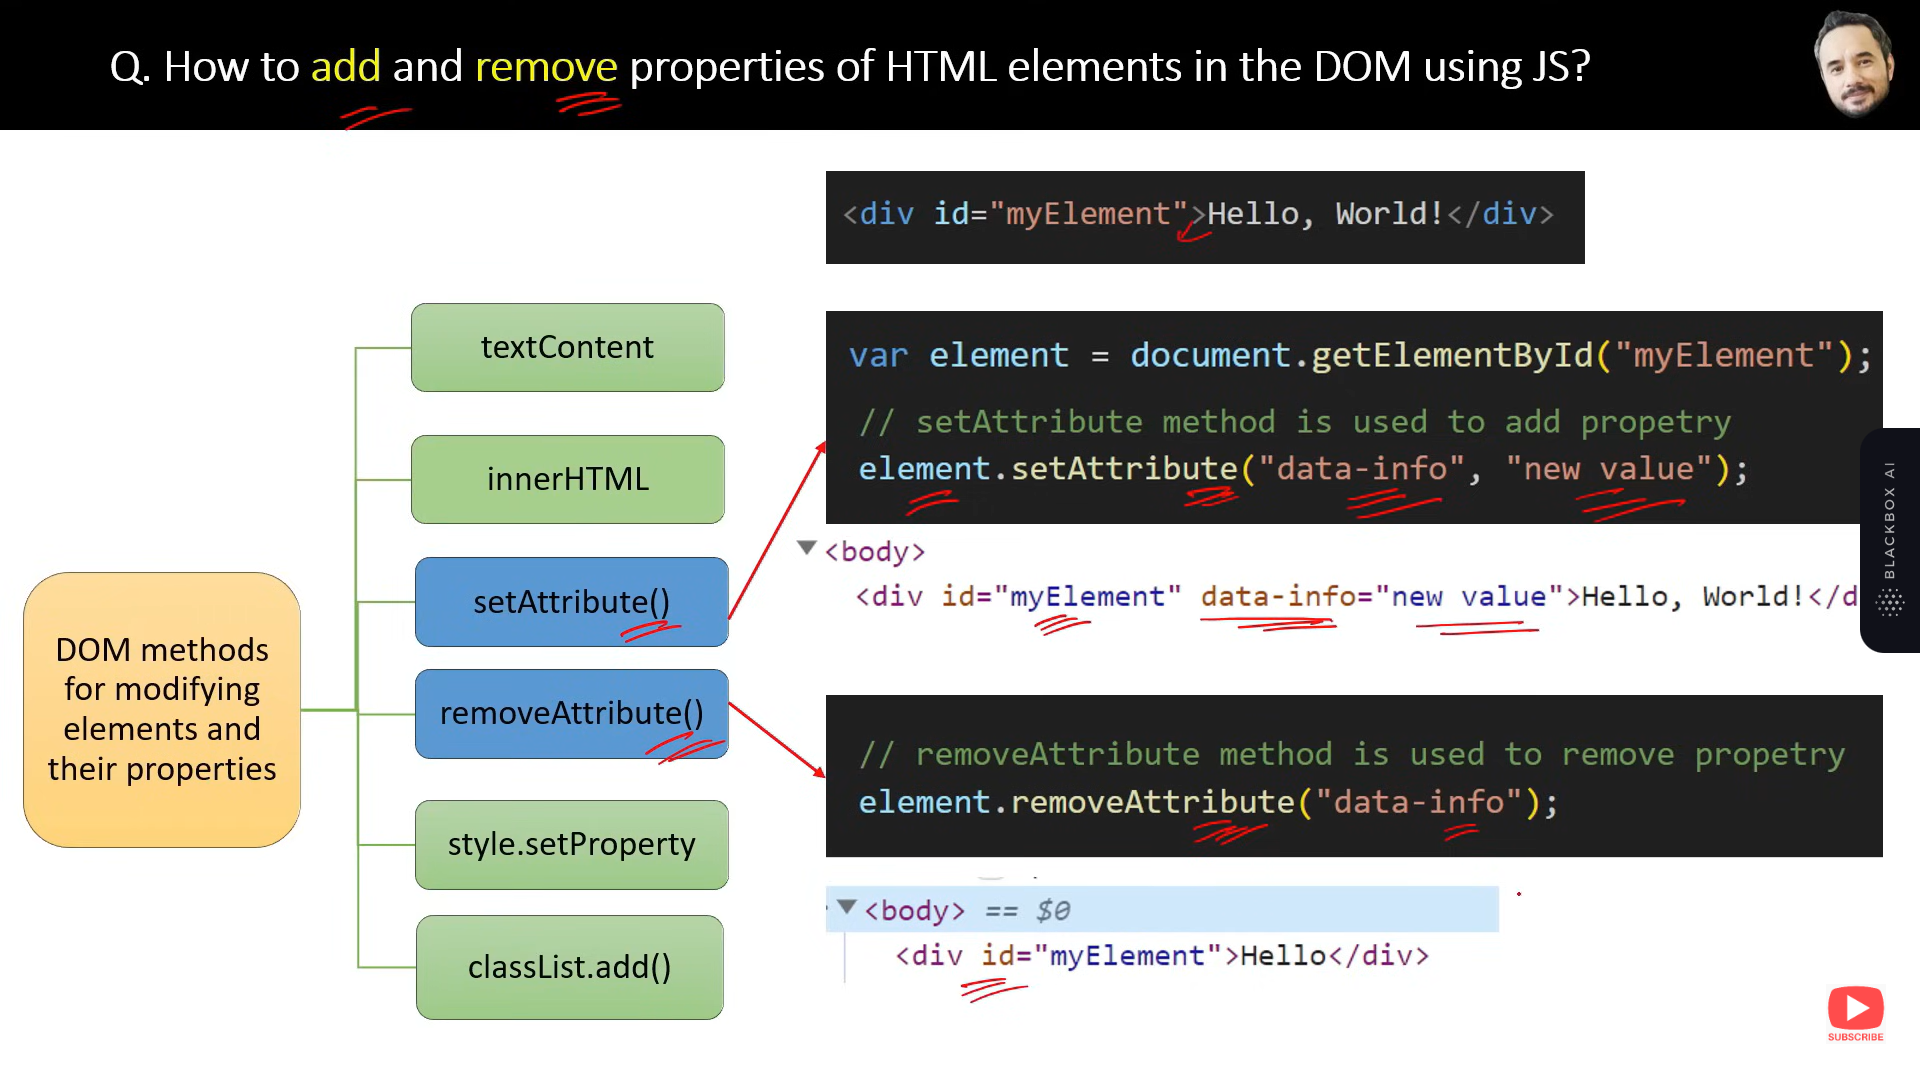 Q. How to add and remove properties of HTML elements in the DOM using JS?
<div id="myElement">Hello, World!</div>
textContent
innerHTML
setAttribute()
removeAttribute()
style.setProperty
classList.add()
DOM methods
for modifying
elements and
their properties
var element = document.getElementById("myElement");
// setAttribute method is used to add propetry
element.setAttribute("data-info", "new value");
<body>
<div id="myElement" data-info="new value">Hello, World!</d
// removeAttribute method is used to remove propetry
element.removeAttribute("data-info");
<body> == $0
<div id="myElement">Hello</div>
BLACKBOX AI
SUBSCRIBE